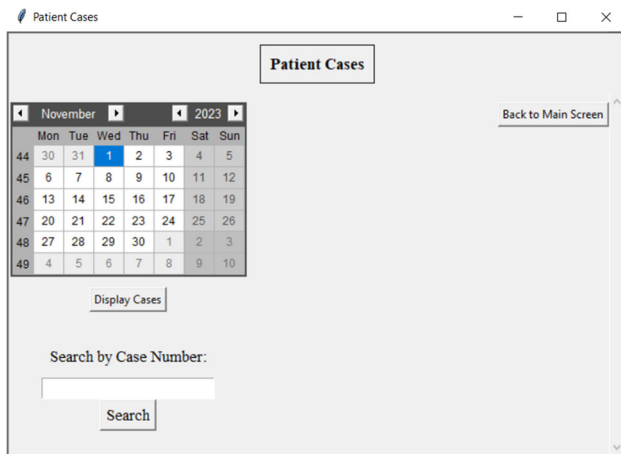 Patient Cases
Patient Cases
November 2023
Back to Main Screen
Mon Tue Wed Thu Fri Sat Sun
44 30 31 1 2 3 4 5
45 6 7 8 9 10 11 12
46 13 14 15 16 17 18 19
47 20 21 22 23 24 25 26
48 27 28 29 30 1 2 3
49 4 5 6 7 8 9 10
Display Cases
Search by Case Number:
Search